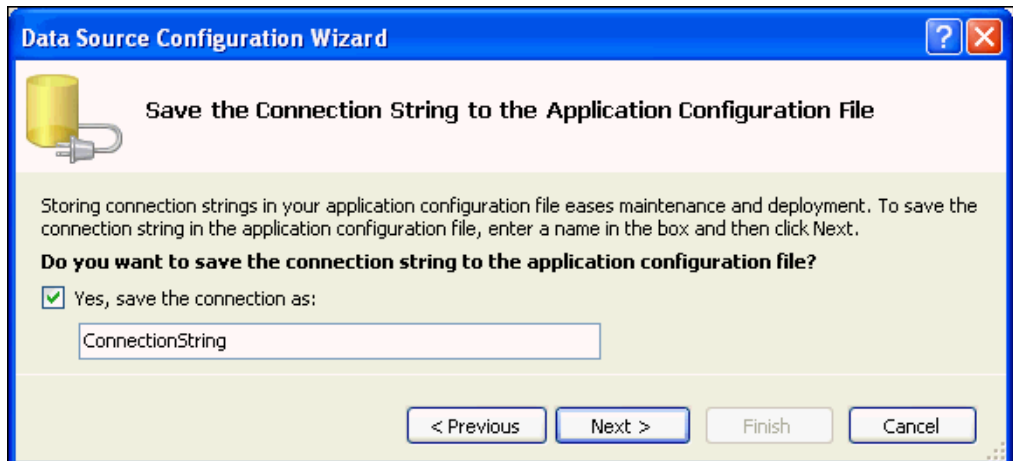 Data Source Configuration Wizard
?
Save the Connection String to the Application Configuration File
Storing connection strings in your application configuration file eases maintenance and deployment. To save the
connection string in the application configuration file, enter a name in the box and then click Next.
Do you want to save the connection string to the application configuration file?
Yes, save the connection as:
ConnectionString
< Previous Next > Finish Cancel